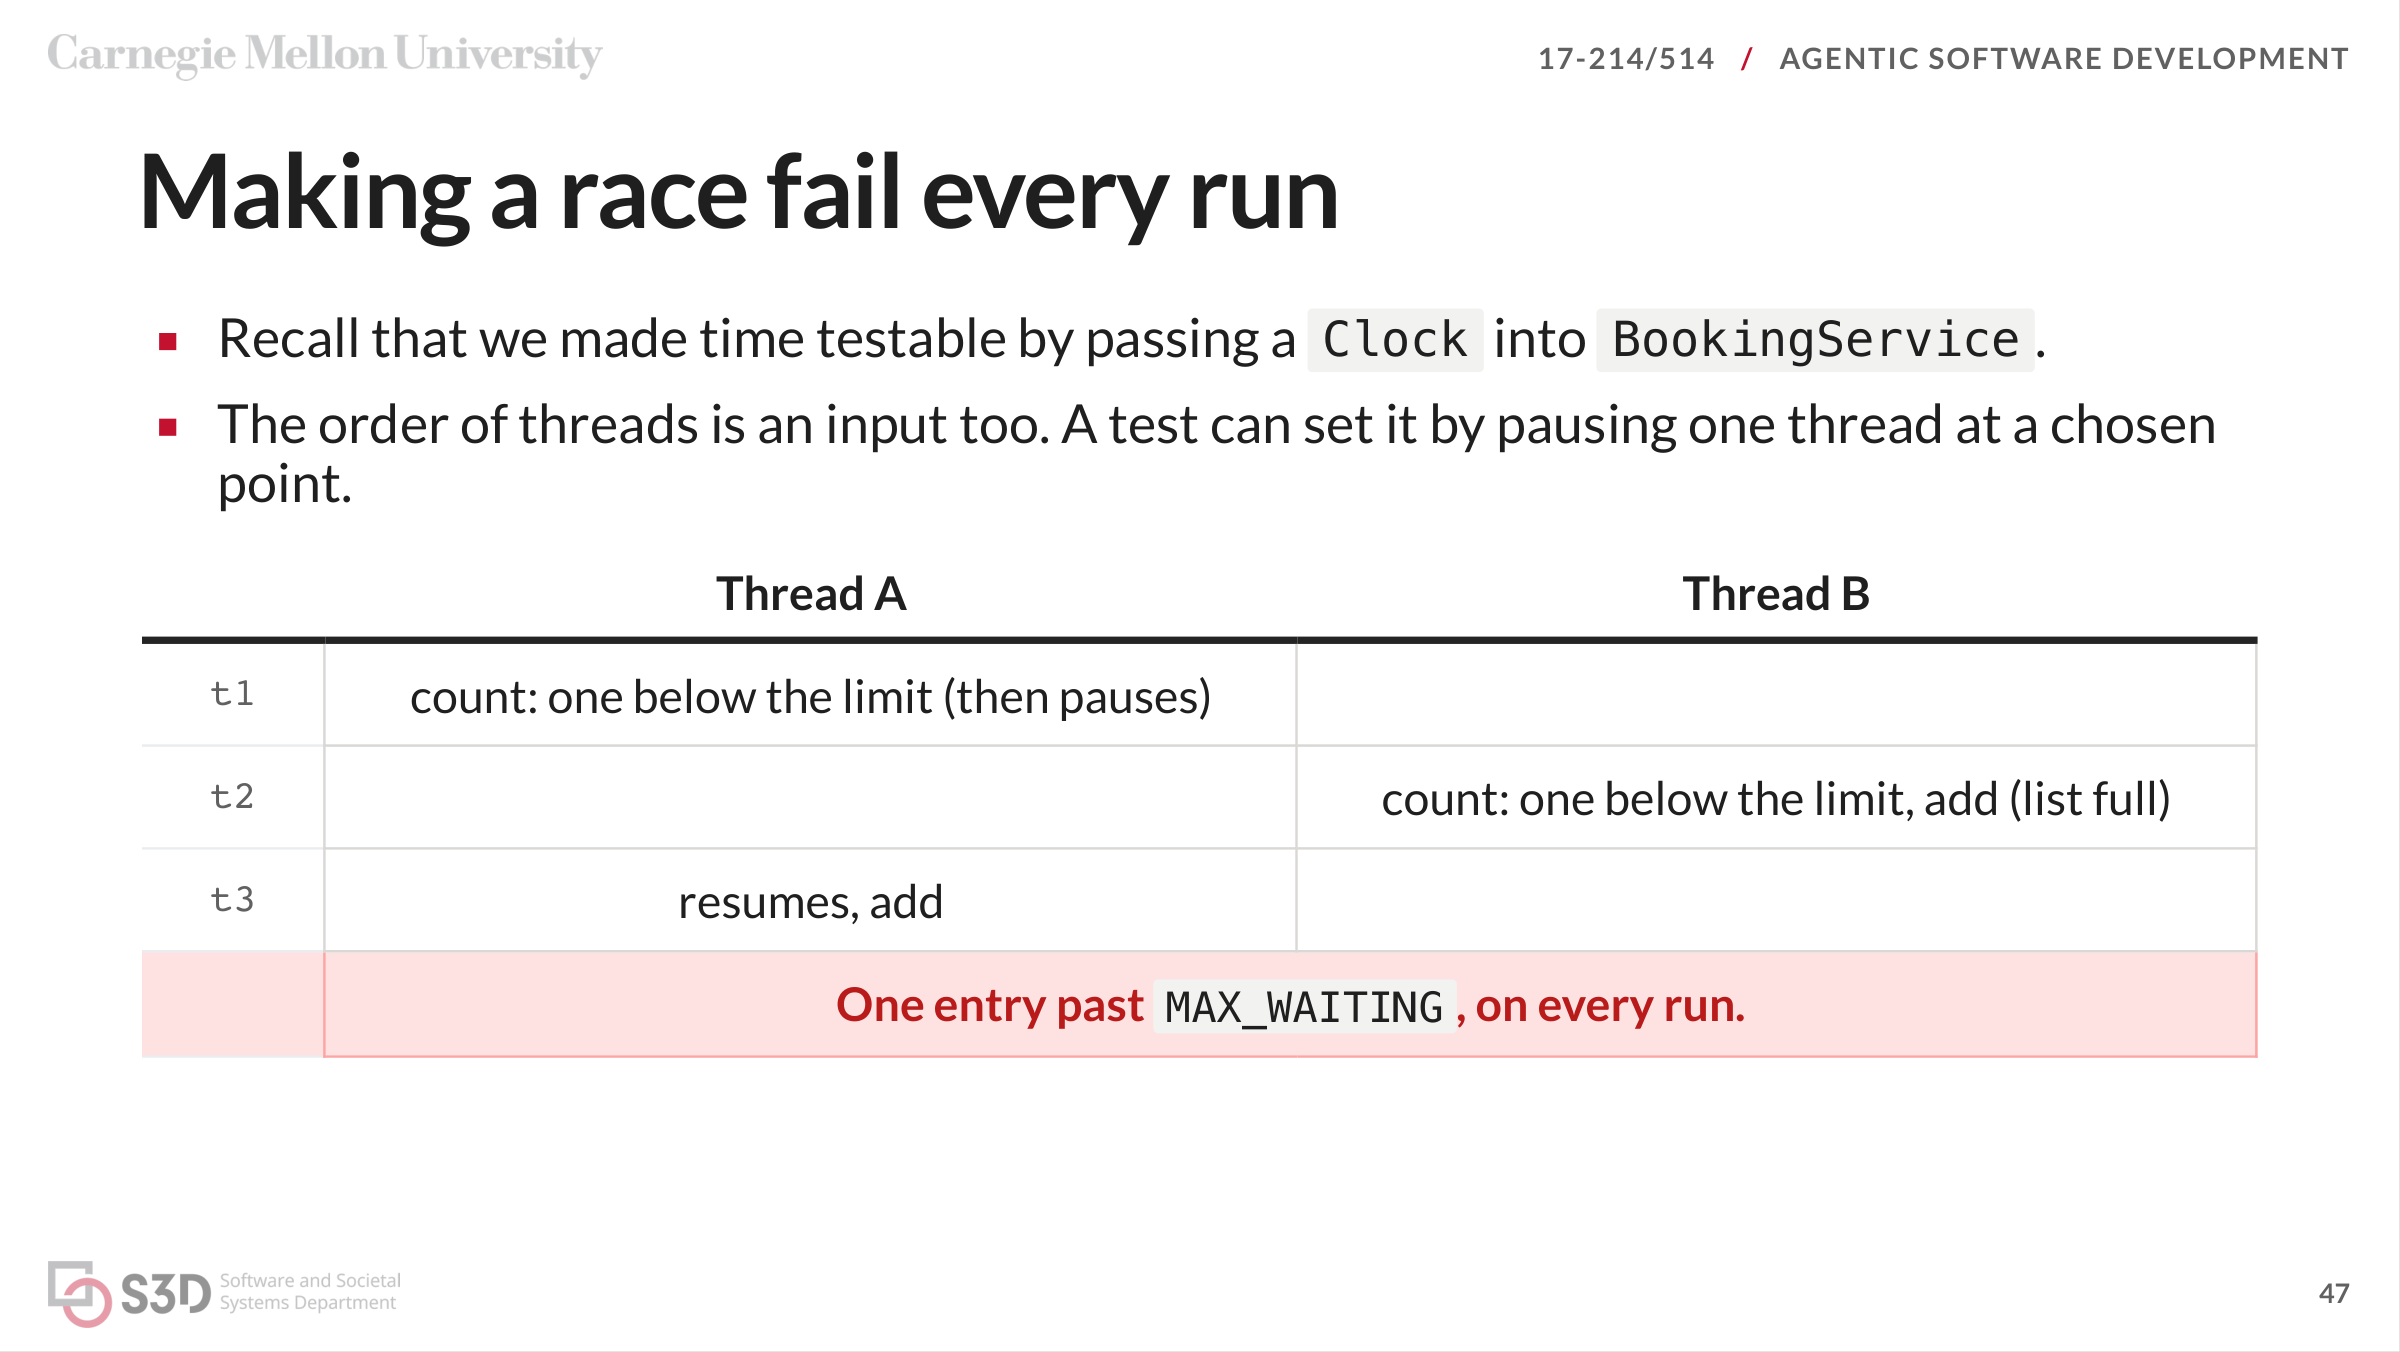 Carnegie Mellon University
17-214/514 / AGENTIC SOFTWARE DEVELOPMENT
Making a race fail every run
▪ Recall that we made time testable by passing a Clock into BookingService.
▪ The order of threads is an input too. A test can set it by pausing one thread at a chosen
point.
Thread A Thread B
t1 count: one below the limit (then pauses)
t2 count: one below the limit, add (list full)
t3 resumes, add
One entry past MAX_WAITING, on every run.
S3D Software and Societal
Systems Department
47